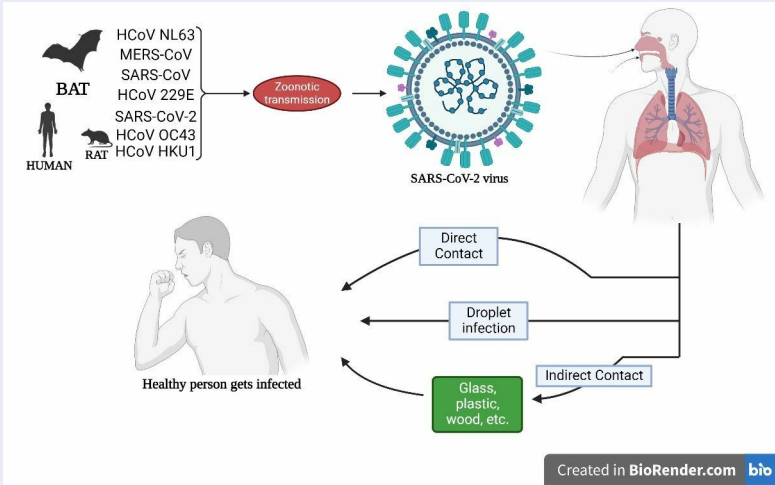 HCoV NL63
MERS-CoV
SARS-CoV
HCoV 229E
SARS-CoV-2
HCoV OC43
HCoV HKU1
BAT
HUMAN
RAT
Zoonotic
transmission
SARS-CoV-2 virus
Direct
Contact
Droplet
infection
Indirect Contact
Glass,
plastic,
wood, etc.
Healthy person gets infected
Created in BioRender.com bio